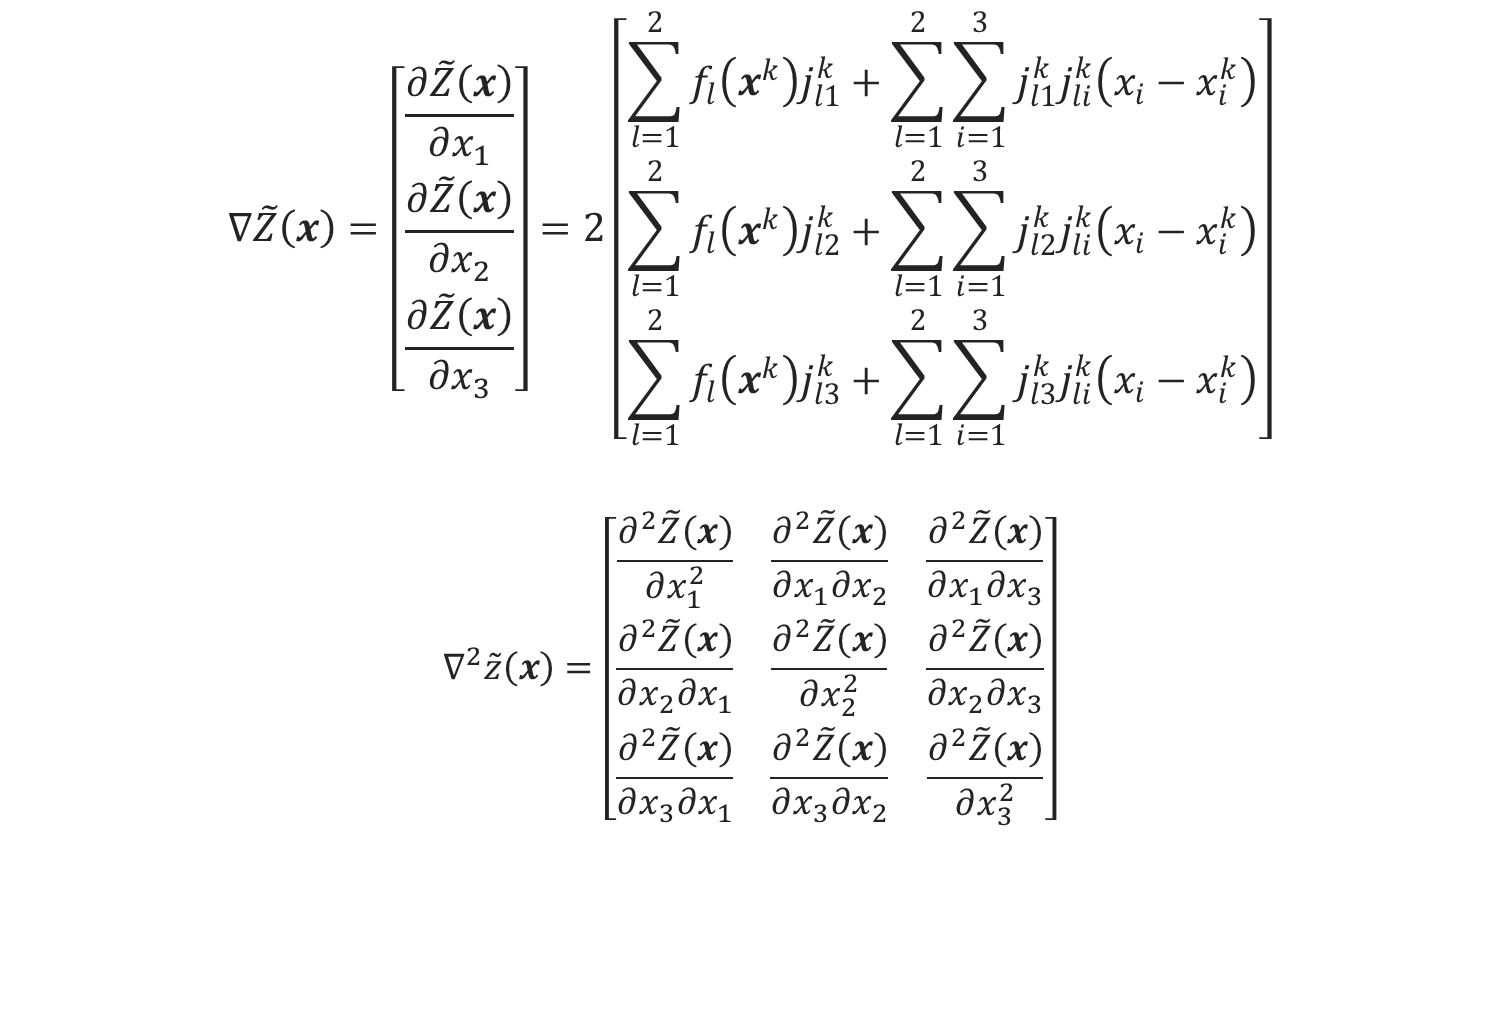 ∇Z̃(𝒙) = [∂Z̃(𝒙)/∂x₁; ∂Z̃(𝒙)/∂x₂; ∂Z̃(𝒙)/∂x₃] = 2 [∑_{l=1}^{2} f_l(𝒙^k) j_{l1}^k + ∑_{l=1}^{2} ∑_{i=1}^{3} j_{l1}^k j_{li}^k (x_i − x_i^k); ∑_{l=1}^{2} f_l(𝒙^k) j_{l2}^k + ∑_{l=1}^{2} ∑_{i=1}^{3} j_{l2}^k j_{li}^k (x_i − x_i^k); ∑_{l=1}^{2} f_l(𝒙^k) j_{l3}^k + ∑_{l=1}^{2} ∑_{i=1}^{3} j_{l3}^k j_{li}^k (x_i − x_i^k)]
∇²z̃(𝒙) = [∂²Z̃(𝒙)/∂x₁² ∂²Z̃(𝒙)/∂x₁∂x₂ ∂²Z̃(𝒙)/∂x₁∂x₃; ∂²Z̃(𝒙)/∂x₂∂x₁ ∂²Z̃(𝒙)/∂x₂² ∂²Z̃(𝒙)/∂x₂∂x₃; ∂²Z̃(𝒙)/∂x₃∂x₁ ∂²Z̃(𝒙)/∂x₃∂x₂ ∂²Z̃(𝒙)/∂x₃²]